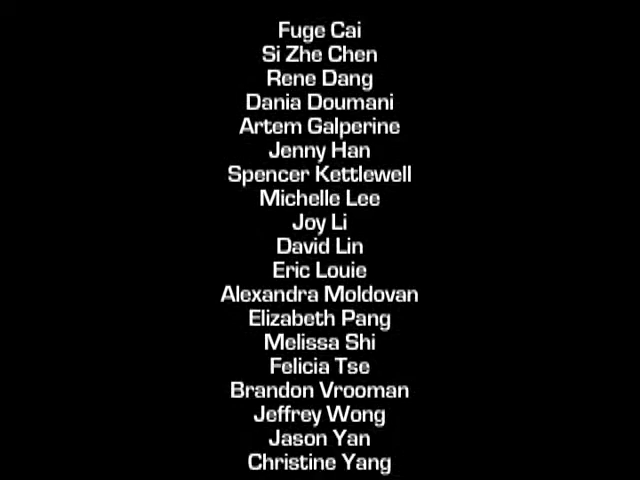 Fuge Cai
Si Zhe Chen
Rene Dang
Dania Doumani
Artem Galperine
Jenny Han
Spencer Kettlewell
Michelle Lee
Joy Li
David Lin
Eric Louie
Alexandra Moldovan
Elizabeth Pang
Melissa Shi
Felicia Tse
Brandon Vrooman
Jeffrey Wong
Jason Yan
Christine Yang